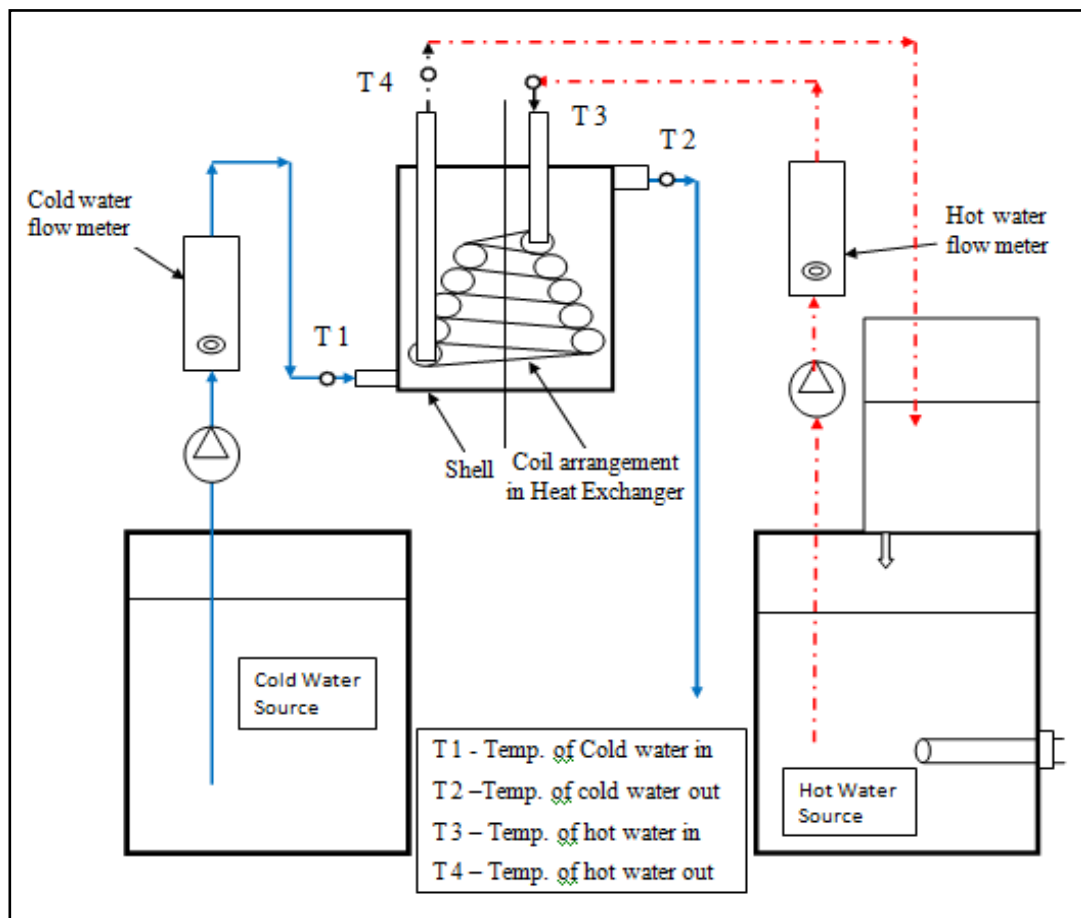 T 4
T 3
T 2
Cold water
flow meter
Hot water
flow meter
T 1
Shell
Coil arrangement
in Heat Exchanger
Cold Water
Source
T 1 - Temp. of Cold water in
T 2 –Temp. of cold water out
T 3 – Temp. of hot water in
T 4 – Temp. of hot water out
Hot Water
Source